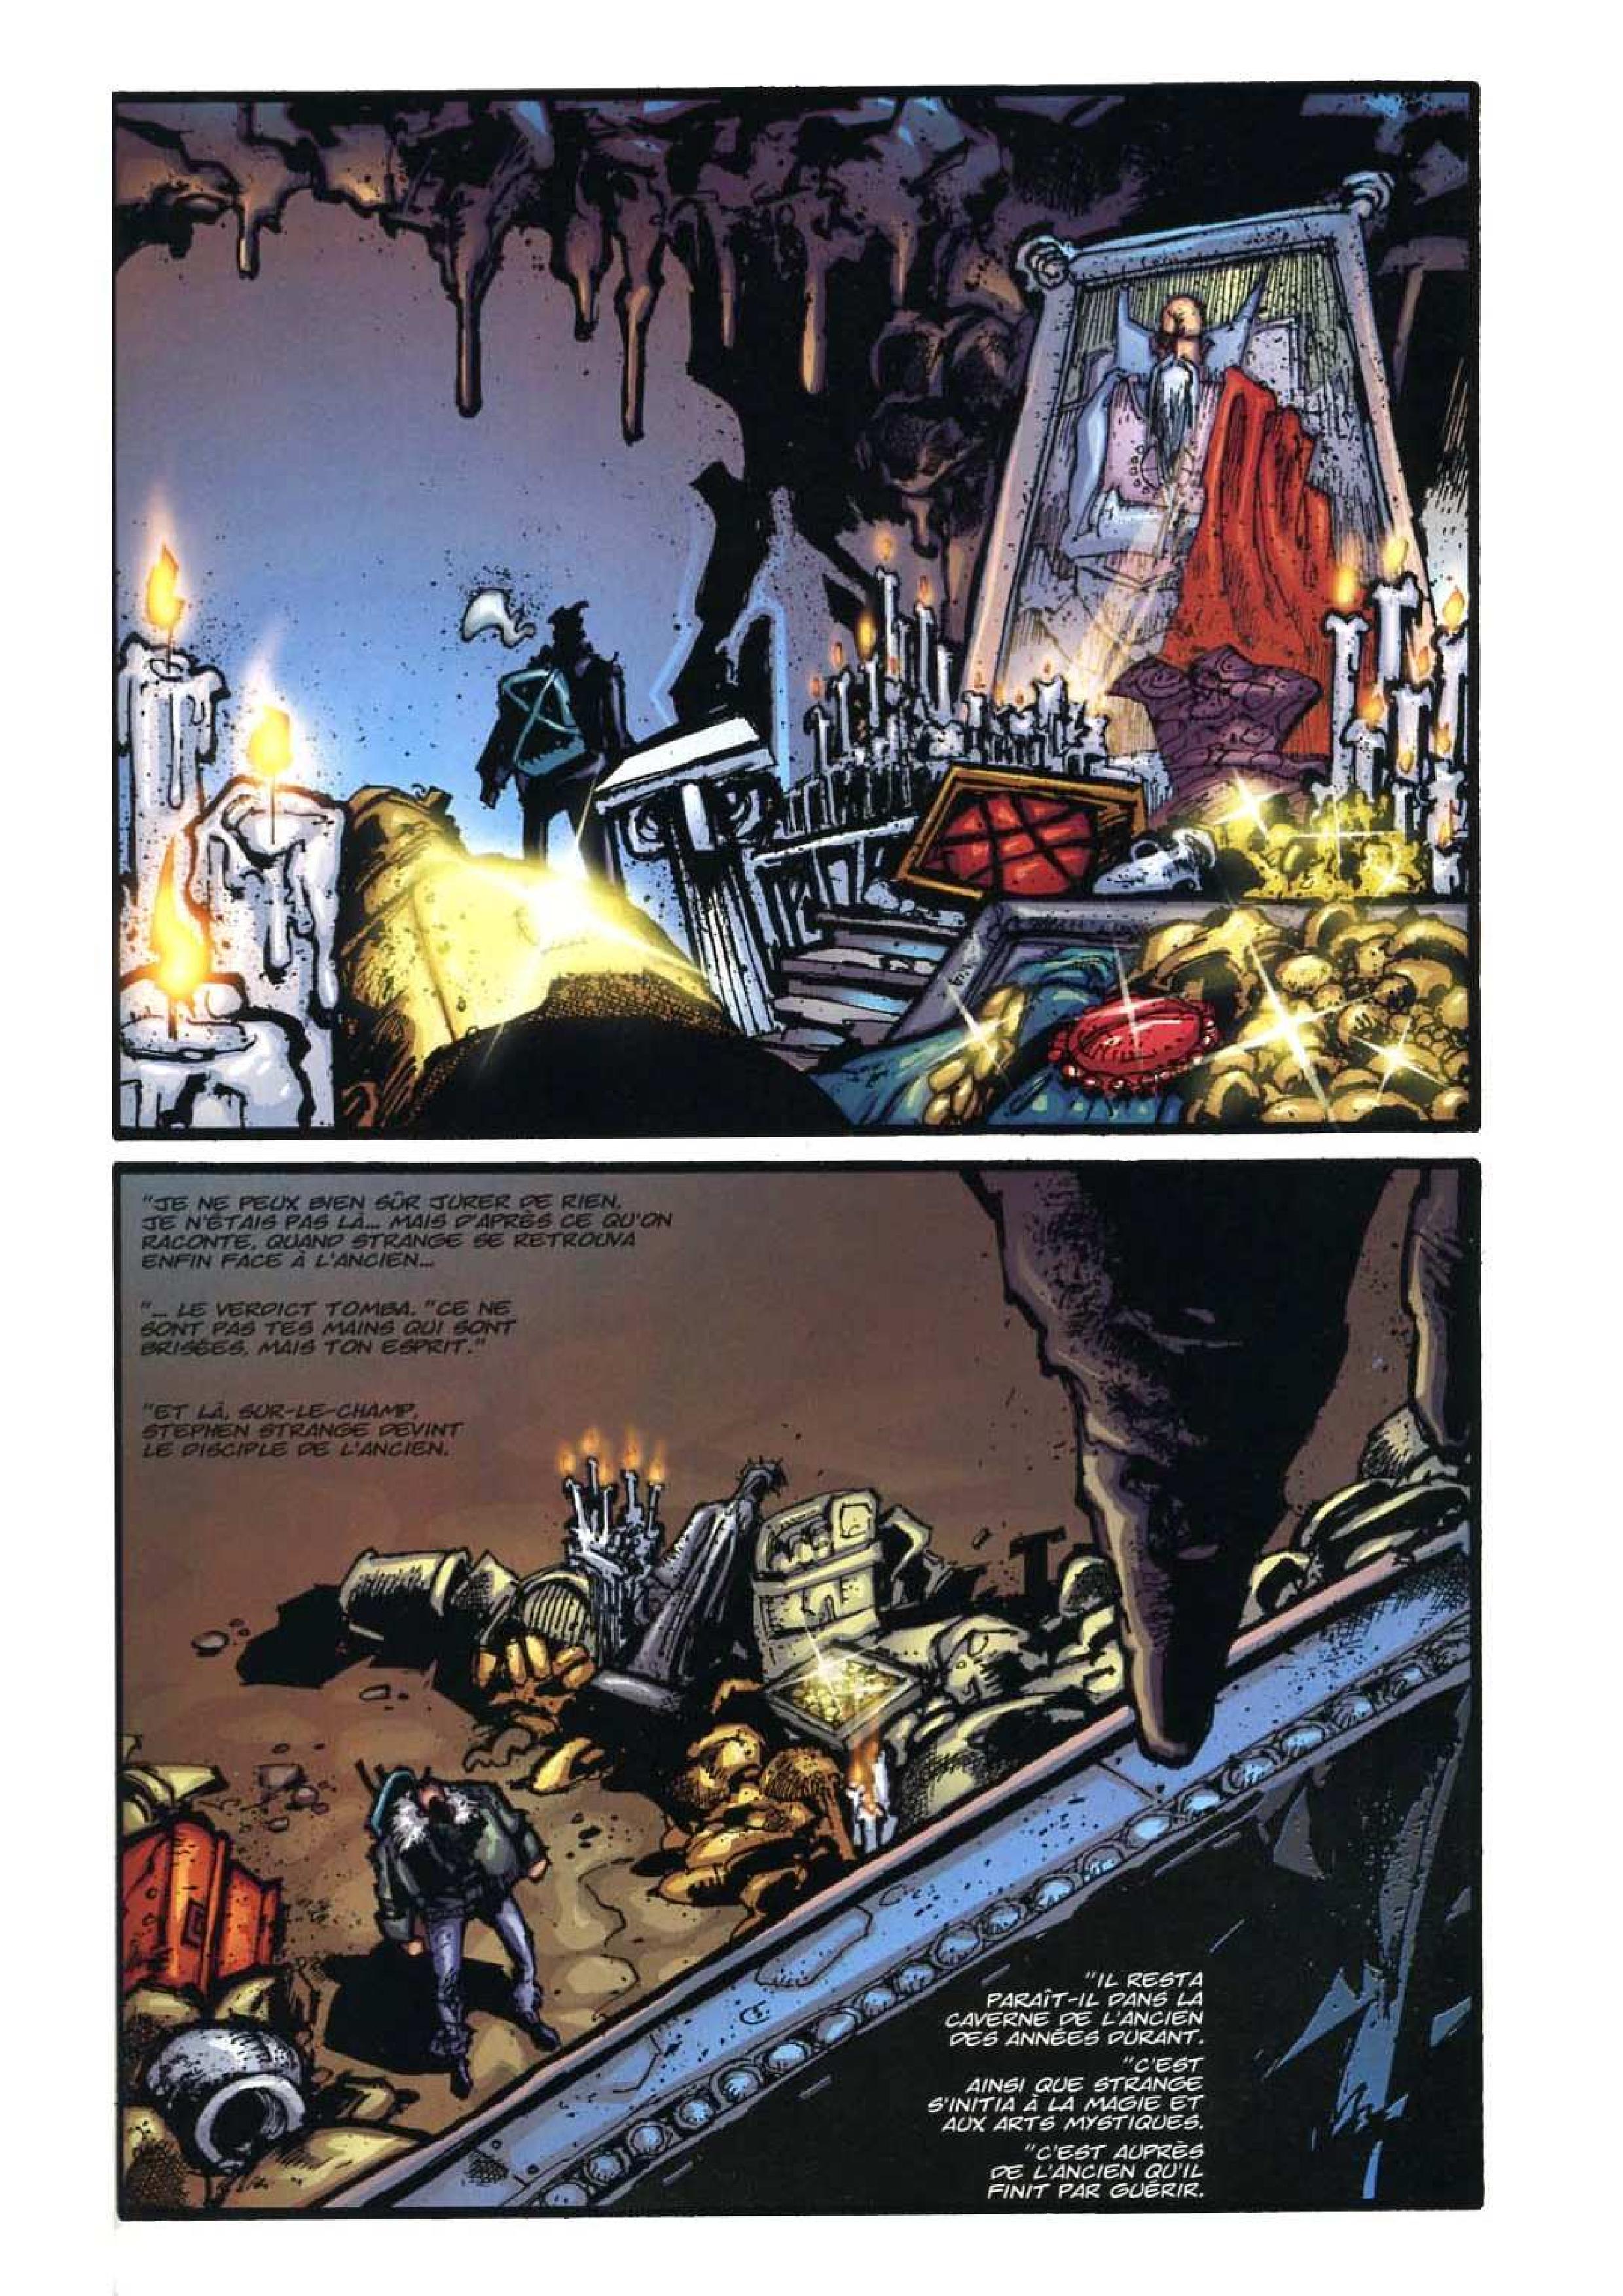 "JE NE PEUX BIEN SÛR JURER DE RIEN,
JE N'ÉTAIS PAS LÀ... MAIS D'APRÈS CE QU'ON
RACONTE, QUAND STRANGE SE RETROUVA
ENFIN FACE À L'ANCIEN...
"... LE VERDICT TOMBA. "CE NE
SONT PAS TES MAINS QUI SONT
BRISÉES, MAIS TON ESPRIT."
"ET LÀ, SUR-LE-CHAMP,
STEPHEN STRANGE DEVINT
LE DISCIPLE DE L'ANCIEN.
"IL RESTA
PARAÎT-IL DANS LA
CAVERNE DE L'ANCIEN
DES ANNÉES DURANT.
"C'EST
AINSI QUE STRANGE
S'INITIA À LA MAGIE ET
AUX ARTS MYSTIQUES.
"C'EST AUPRÈS
DE L'ANCIEN QU'IL
FINIT PAR GUÉRIR.